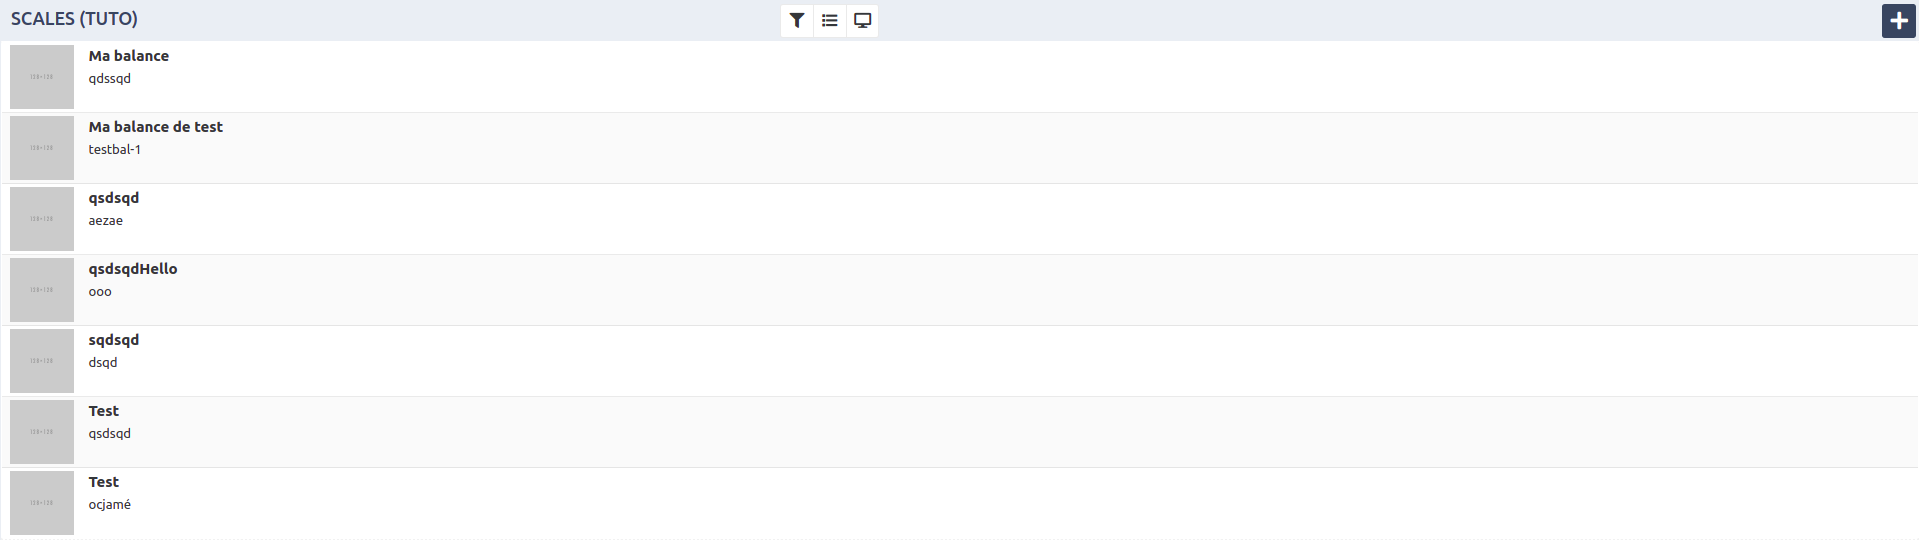 SCALES (TUTO)
Ma balance
qdssqd
Ma balance de test
testbal-1
qsdsqd
aezae
qsdsqdHello
ooo
sqdsqd
dsqd
Test
qsdsqd
Test
ocjamé